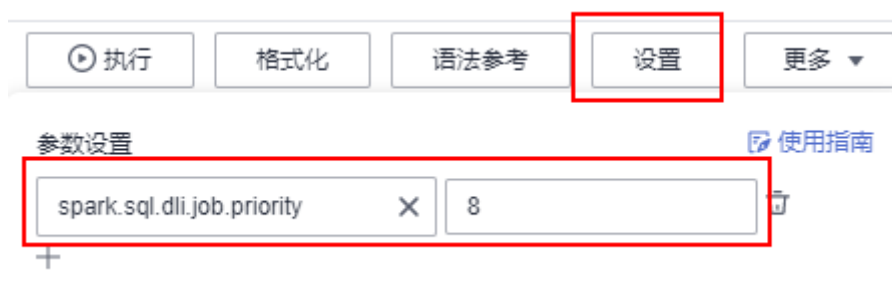 执行 格式化 语法参考 设置 更多
参数设置 使用指南
spark.sql.dli.job.priority 8